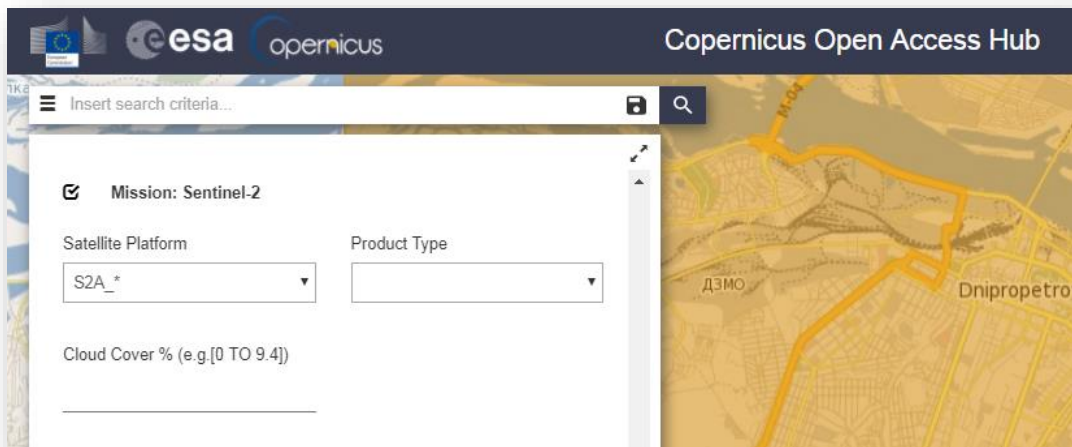 esa
opernicus
Copernicus Open Access Hub
Insert search criteria...
Mission: Sentinel-2
Satellite Platform
Product Type
S2A_*
Cloud Cover % (e.g.[0 TO 9.4])
M-04
ДЗМО
Dnipropetro